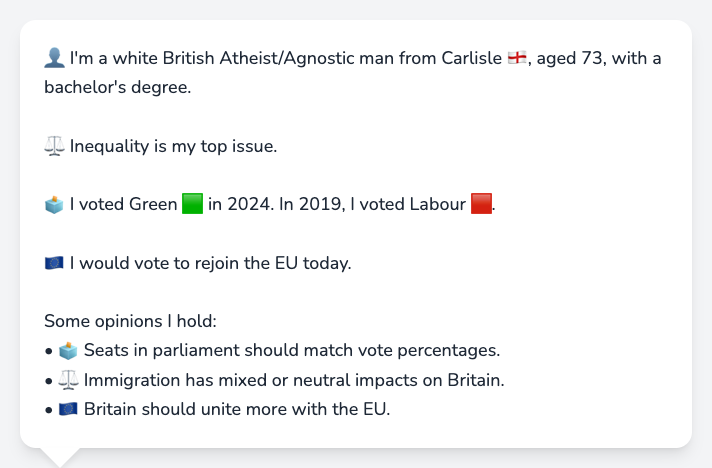 👤 I'm a white British Atheist/Agnostic man from Carlisle 🏴󠁧󠁢󠁥󠁮󠁧󠁿, aged 73, with a
bachelor's degree.
⚖️ Inequality is my top issue.
🗳️ I voted Green 🟩 in 2024. In 2019, I voted Labour 🟥.
🇪🇺 I would vote to rejoin the EU today.
Some opinions I hold:
• 🗳️ Seats in parliament should match vote percentages.
• ⚖️ Immigration has mixed or neutral impacts on Britain.
• 🇪🇺 Britain should unite more with the EU.